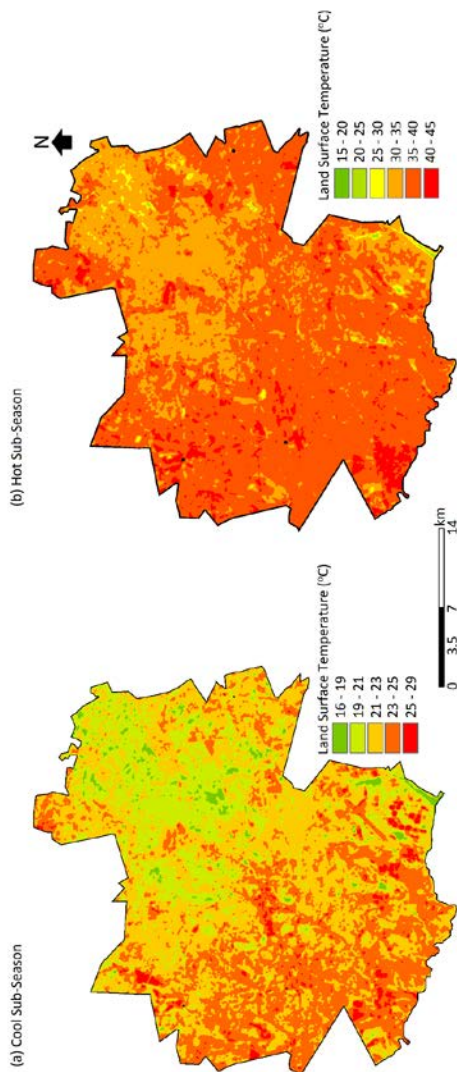 (a) Cool Sub-Season
Land Surface Temperature (°C)
16 - 19
19 - 21
21 - 23
23 - 25
25 - 29
0 3.5 7 14
km
(b) Hot Sub-Season
N
Land Surface Temperature (°C)
15 - 20
20 - 25
25 - 30
30 - 35
35 - 40
40 - 45